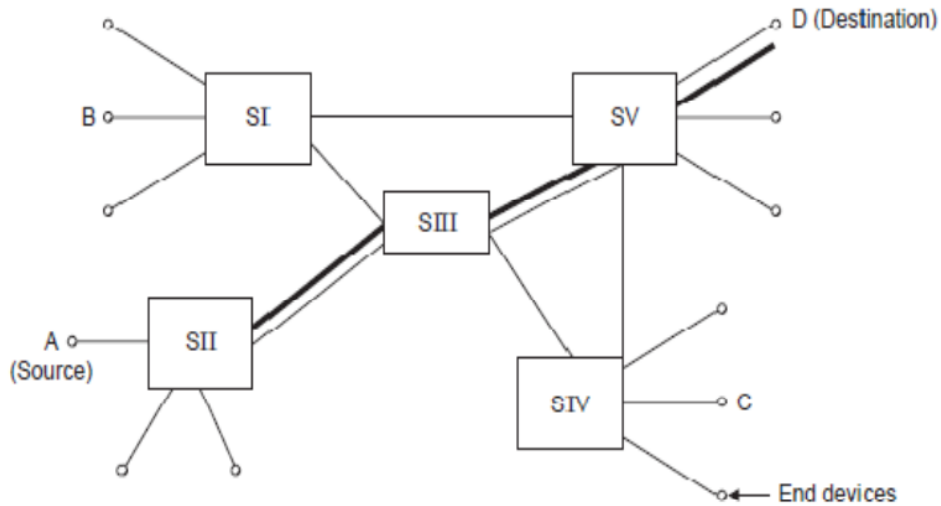 D (Destination)
B
SI
SV
SIII
A
(Source)
SII
SIV
C
End devices